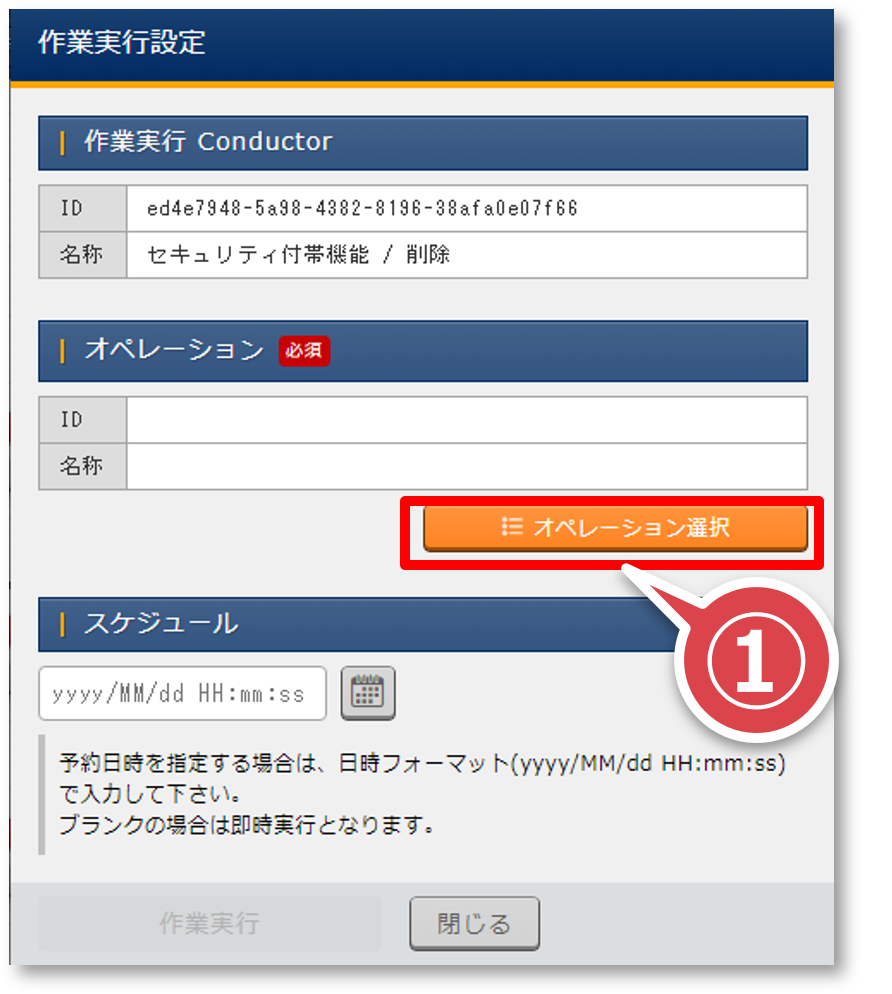 作業実行設定
作業実行 Conductor
ID ed4e7948-5a98-4382-8196-38afa0e07f66
名称 セキュリティ付帯機能 / 削除
オペレーション 必須
ID
名称
オペレーション選択
1
スケジュール
yyyy/MM/dd HH:mm:ss
予約日時を指定する場合は、日時フォーマット(yyyy/MM/dd HH:mm:ss)
で入力して下さい。
ブランクの場合は即時実行となります。
作業実行 閉じる